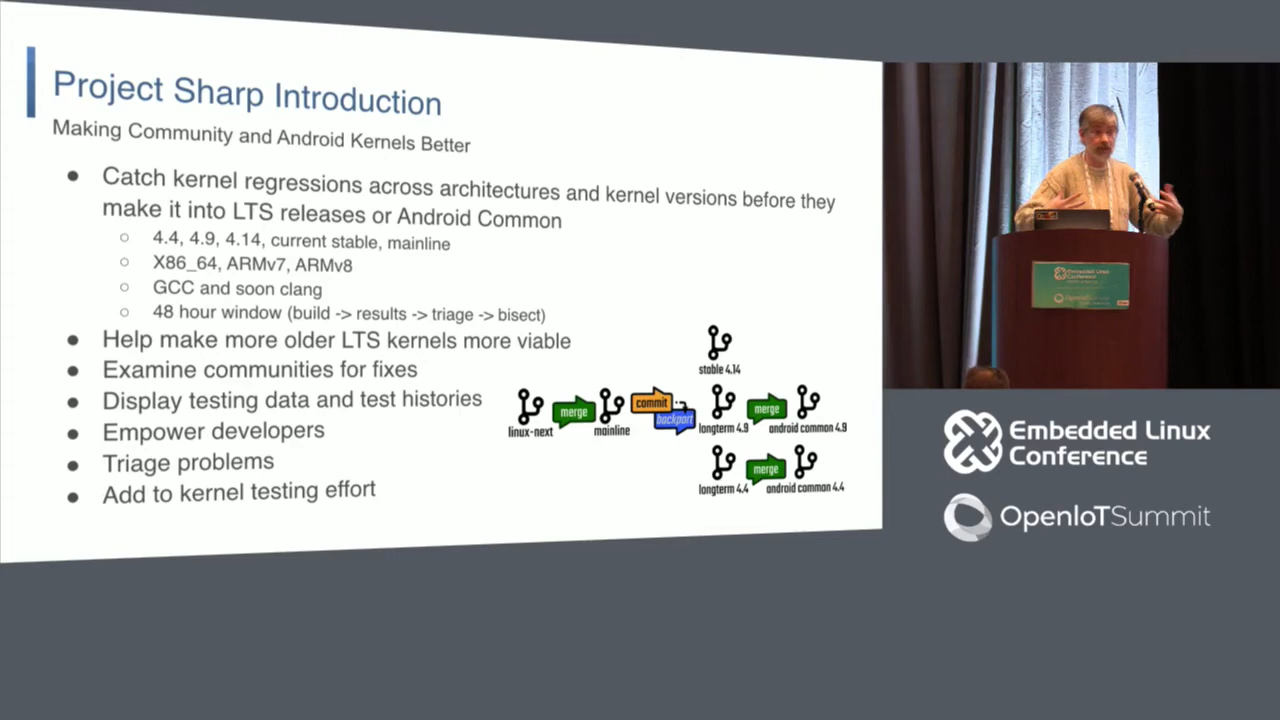 Project Sharp Introduction
Making Community and Android Kernels Better
● Catch kernel regressions across architectures and kernel versions before they
make it into LTS releases or Android Common
○ 4.4, 4.9, 4.14, current stable, mainline
○ X86_64, ARMv7, ARMv8
○ GCC and soon clang
○ 48 hour window (build -> results -> triage -> bisect)
● Help make more older LTS kernels more viable
● Examine communities for fixes
● Display testing data and test histories
● Empower developers
● Triage problems
● Add to kernel testing effort
stable 4.14
linux-next
merge
mainline
commit
backport
longterm 4.9
merge
android common 4.9
longterm 4.4
merge
android common 4.4
Embedded Linux
Conference
OpenIoTSummit
Embedded Linux
Conference
OpenIoTSummit